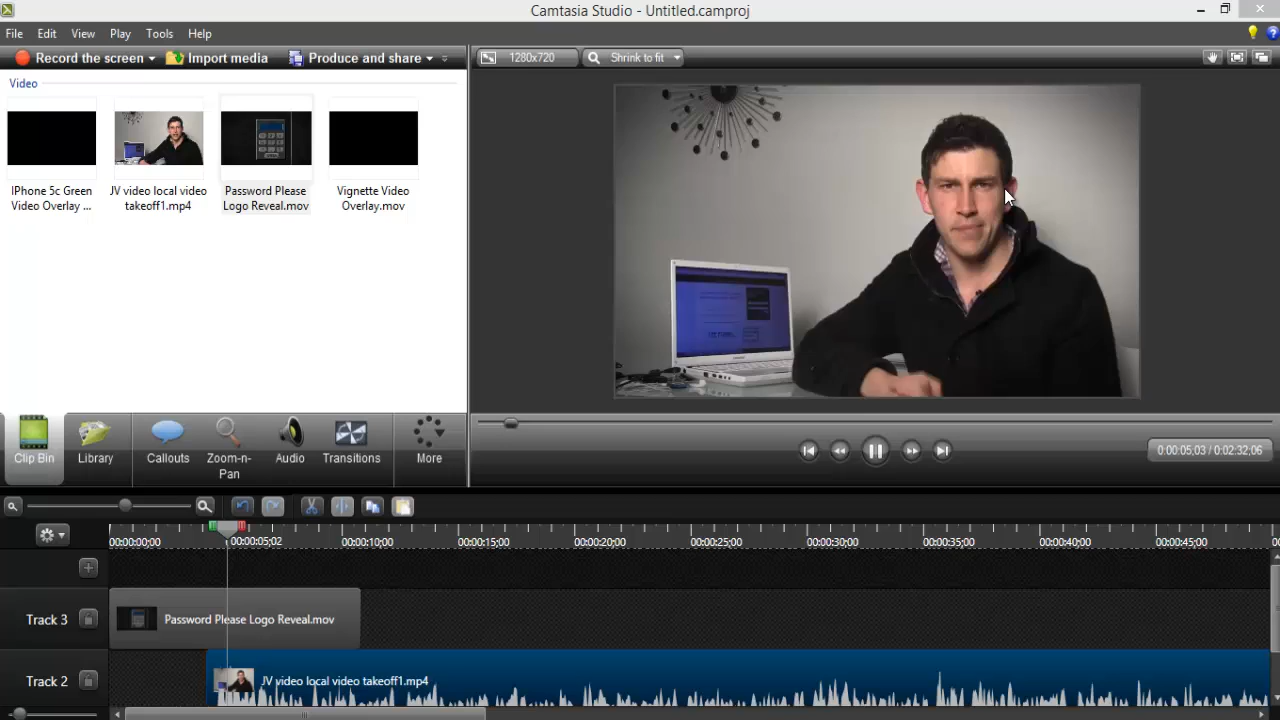 Camtasia Studio - Untitled.camproj
File Edit View Play Tools Help
Record the screen Import media Produce and share
1280x720 Shrink to fit
Video
IPhone 5c Green
Video Overlay ...
JV video local video
takeoff1.mp4
Password Please
Logo Reveal.mov
Vignette Video
Overlay.mov
Clip Bin
Library
Callouts
Zoom-n-
Pan
Audio
Transitions
More
0:00:05;03 / 0:02:32;06
00:00:00;00 00:00:05;02 00:00:10;00 00:00:15;00 00:00:20;00 00:00:25;00 00:00:30;00 00:00:35;00 00:00:40;00 00:00:45;00
Track 3
Password Please Logo Reveal.mov
Track 2
JV video local video takeoff1.mp4